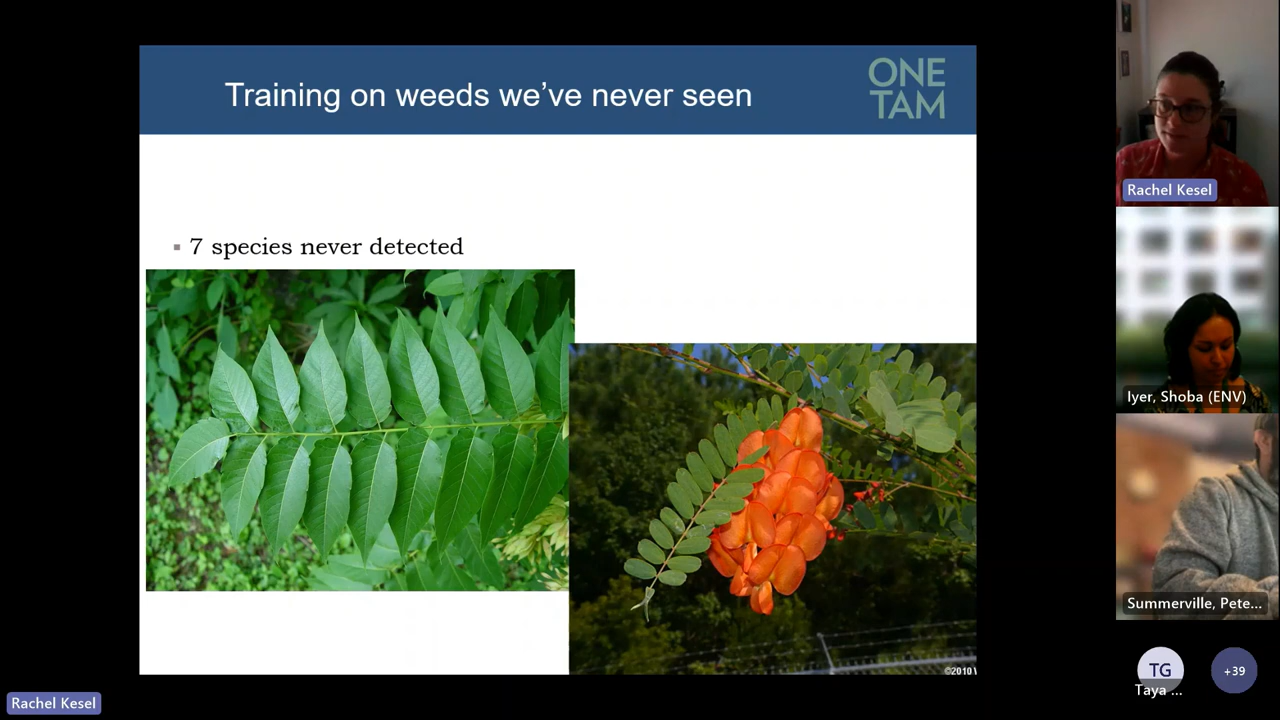 Training on weeds we've never seen
ONE
TAM
▪ 7 species never detected
©2010
Rachel Kesel
Iyer, Shoba (ENV)
Summerville, Pete...
TG
Taya ...
+39
Rachel Kesel